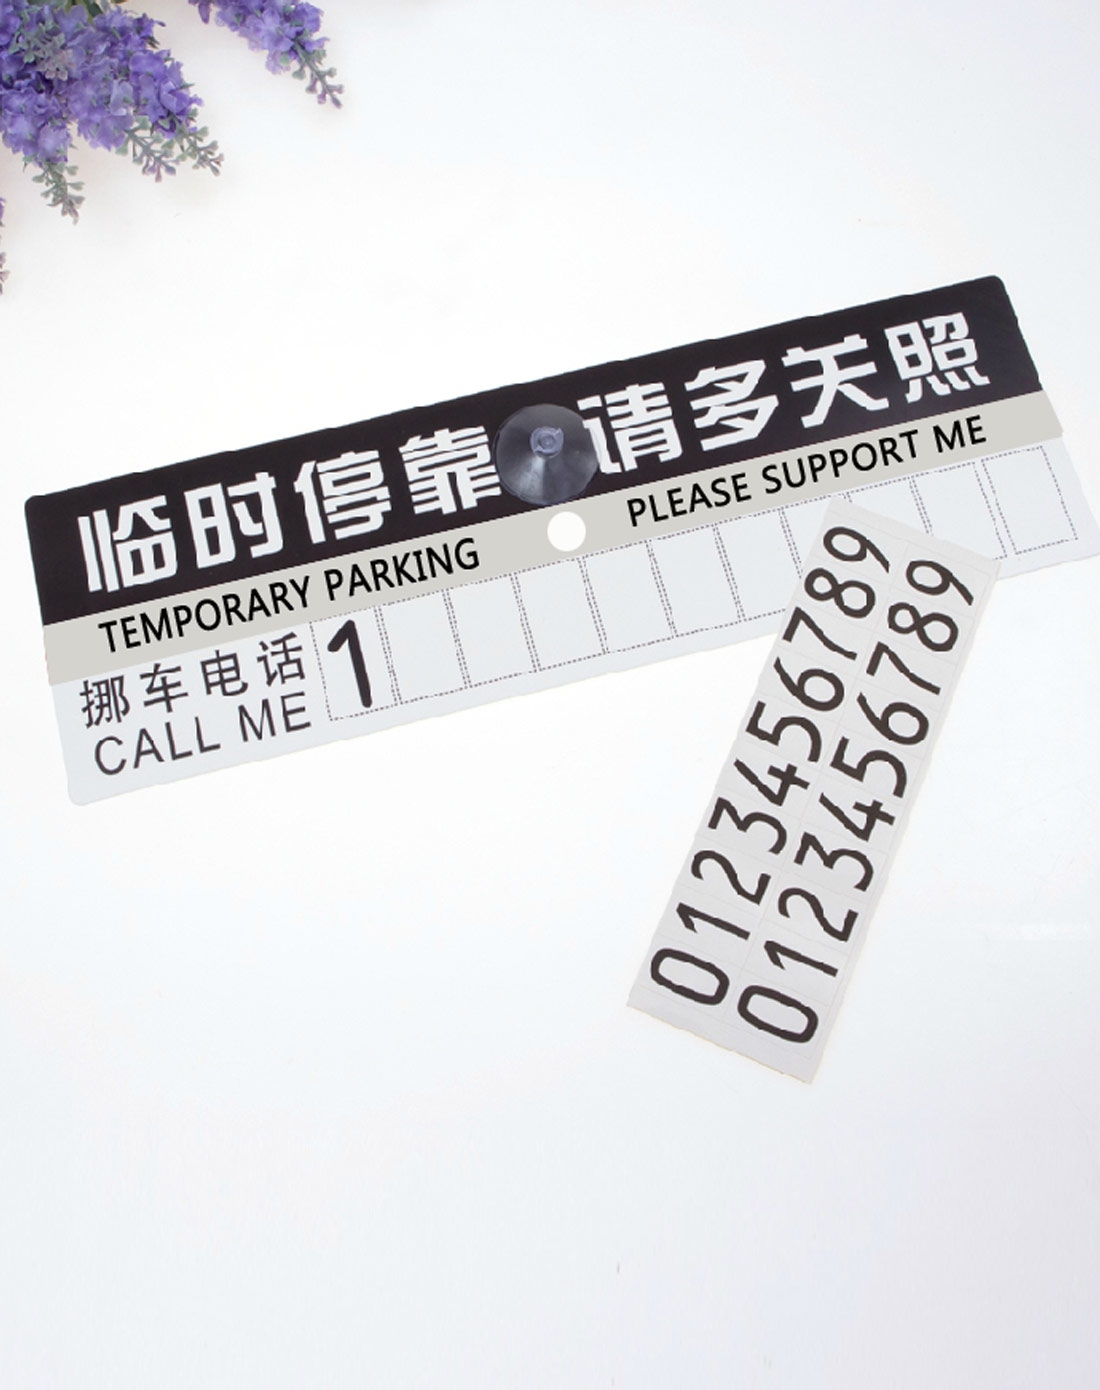 临时停靠 请多关照
TEMPORARY PARKING PLEASE SUPPORT ME
挪车电话 1
CALL ME
0123456789
0123456789